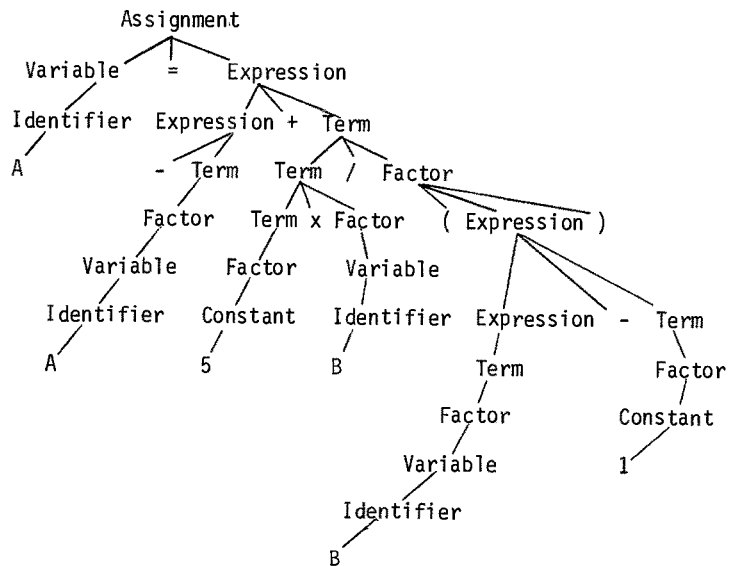 Assignment
Variable = Expression
Identifier Expression + Term
A - Term Term / Factor
Factor Term x Factor ( Expression )
Variable Factor Variable
Identifier Constant Identifier Expression - Term
A 5 B Term Factor
Factor Constant
Variable 1
Identifier
B